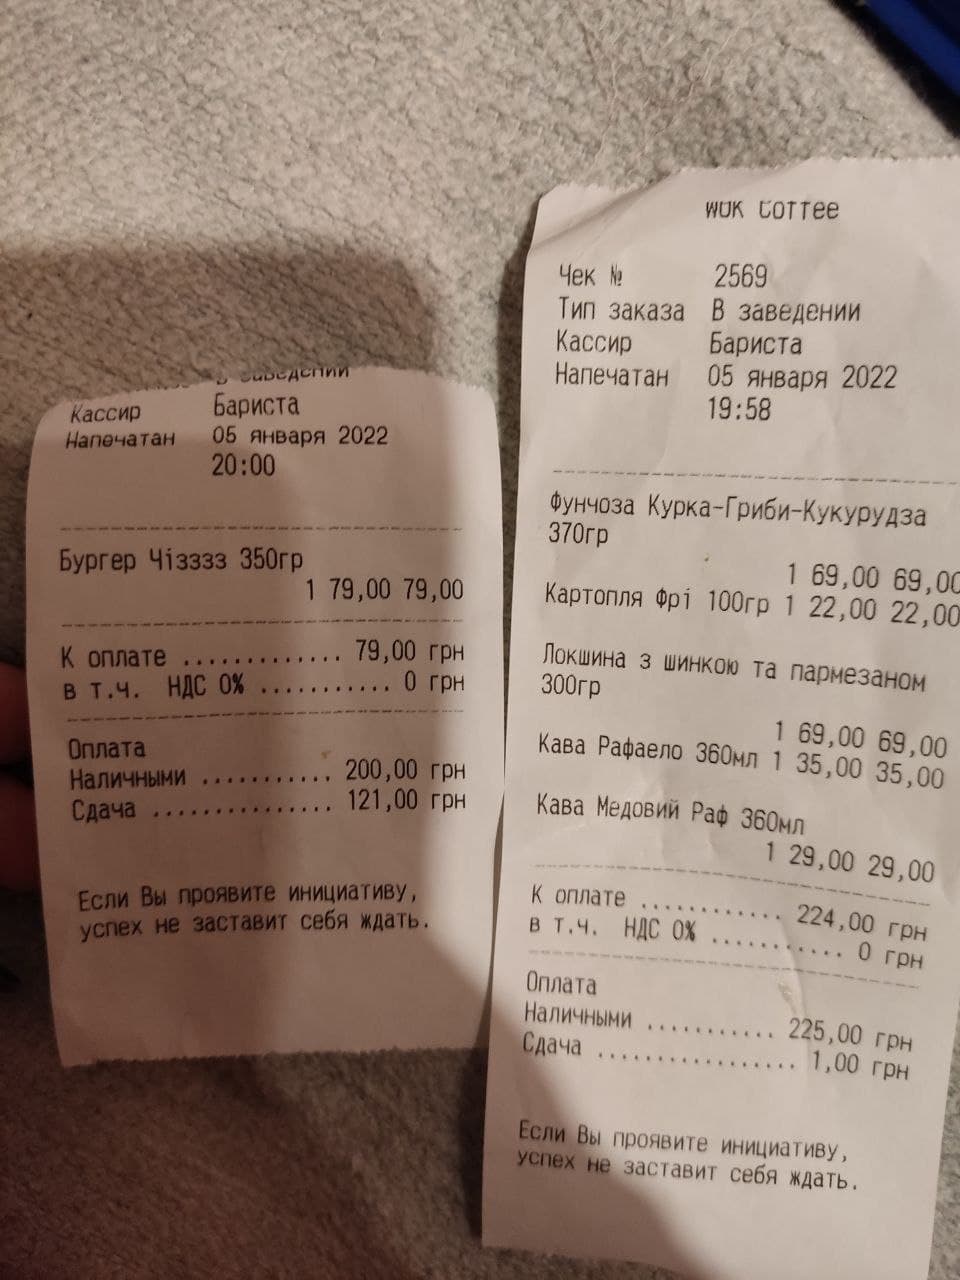 в заведении
Кассир Бариста
Напечатан 05 января 2022
20:00
Бургер Чізззз 350гр
1 79,00 79,00
К оплате ............. 79,00 грн
в т.ч. НДС 0% ........... 0 грн
Оплата
Наличными ........... 200,00 грн
Сдача ............... 121,00 грн
Если Вы проявите инициативу,
успех не заставит себя ждать.
WOK Coffee
Чек № 2569
Тип заказа В заведении
Кассир Бариста
Напечатан 05 января 2022
19:58
Фунчоза Курка-Гриби-Кукурудза
370гр
1 69,00 69,00
Картопля Фрі 100гр 1 22,00 22,00
Локшина з шинкою та пармезаном
300гр
1 69,00 69,00
Кава Рафаело 360мл 1 35,00 35,00
Кава Медовий Раф 360мл
1 29,00 29,00
К оплате ............ 224,00 грн
в т.ч. НДС 0% ........... 0 грн
Оплата
Наличными ........... 225,00 грн
Сдача ................. 1,00 грн
Если Вы проявите инициативу,
успех не заставит себя ждать.